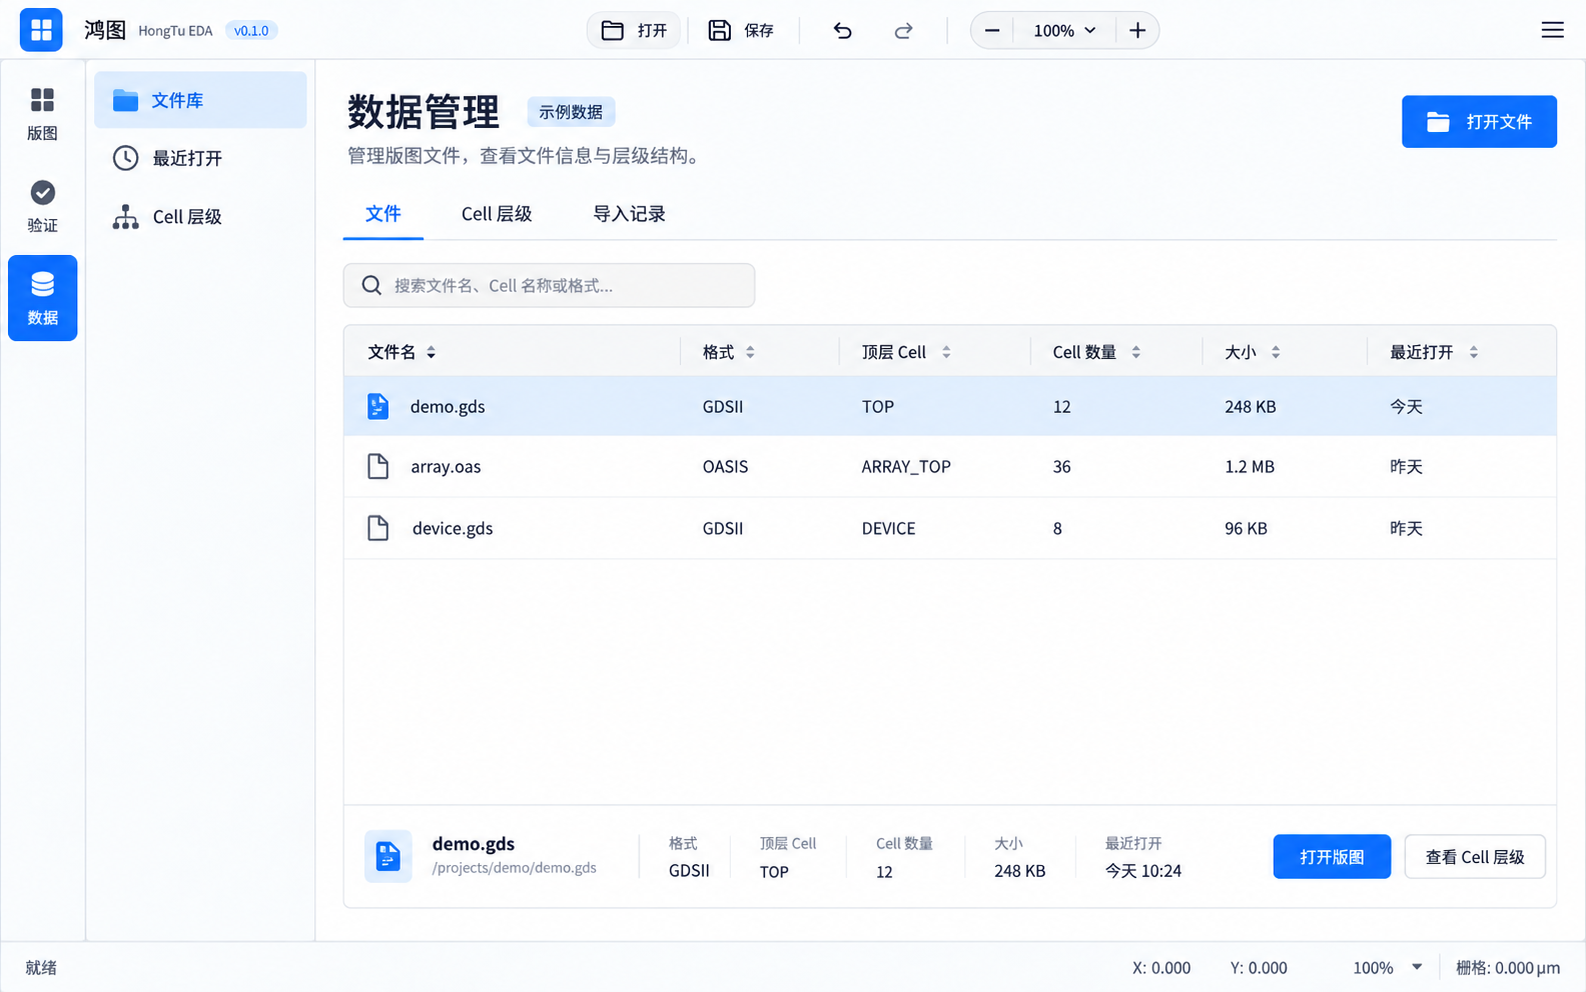 鸿图 HongTu EDA v0.1.0 打开 保存 100%
版图
验证
数据
文件库
最近打开
Cell 层级
数据管理 示例数据
打开文件
管理版图文件，查看文件信息与层级结构。
文件 Cell 层级 导入记录
搜索文件名、Cell 名称或格式...
文件名 格式 顶层 Cell Cell 数量 大小 最近打开
demo.gds GDSII TOP 12 248 KB 今天
array.oas OASIS ARRAY_TOP 36 1.2 MB 昨天
device.gds GDSII DEVICE 8 96 KB 昨天
demo.gds
/projects/demo/demo.gds
格式
GDSII
顶层 Cell
TOP
Cell 数量
12
大小
248 KB
最近打开
今天 10:24
打开版图
查看 Cell 层级
就绪 X: 0.000 Y: 0.000 100% 栅格: 0.000 μm